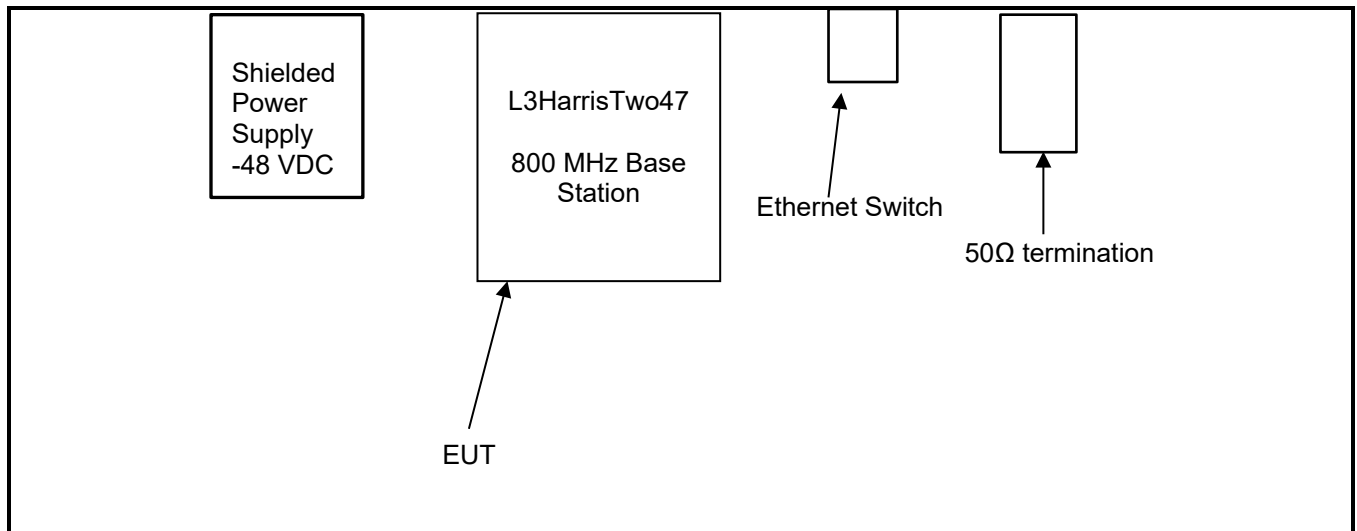 Shielded
Power
Supply
-48 VDC
L3HarrisTwo47
800 MHz Base
Station
Ethernet Switch
50Ω termination
EUT